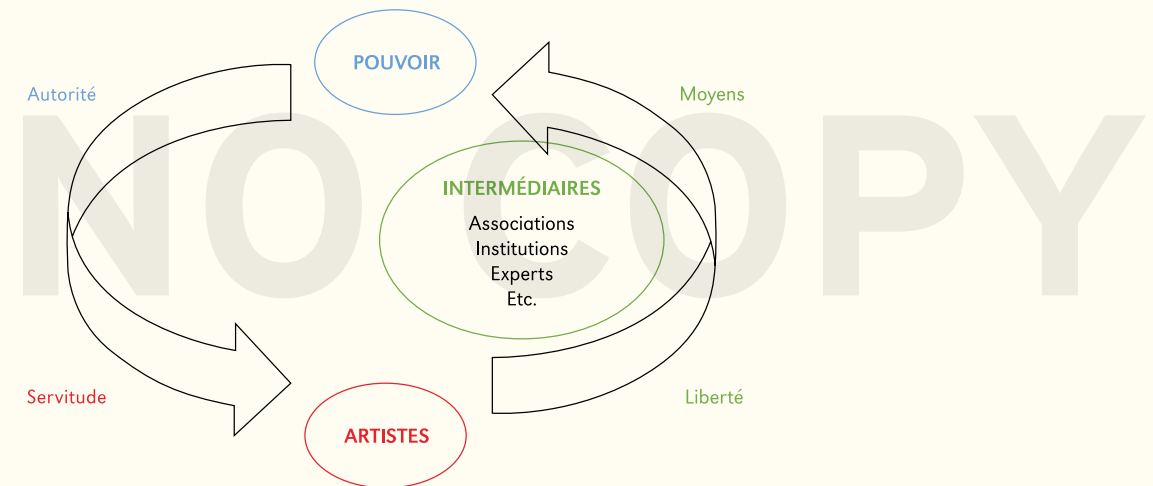 POUVOIR
Autorité
Moyens
NO COPY
INTERMÉDIAIRES
Associations
Institutions
Experts
Etc.
Servitude
Liberté
ARTISTES